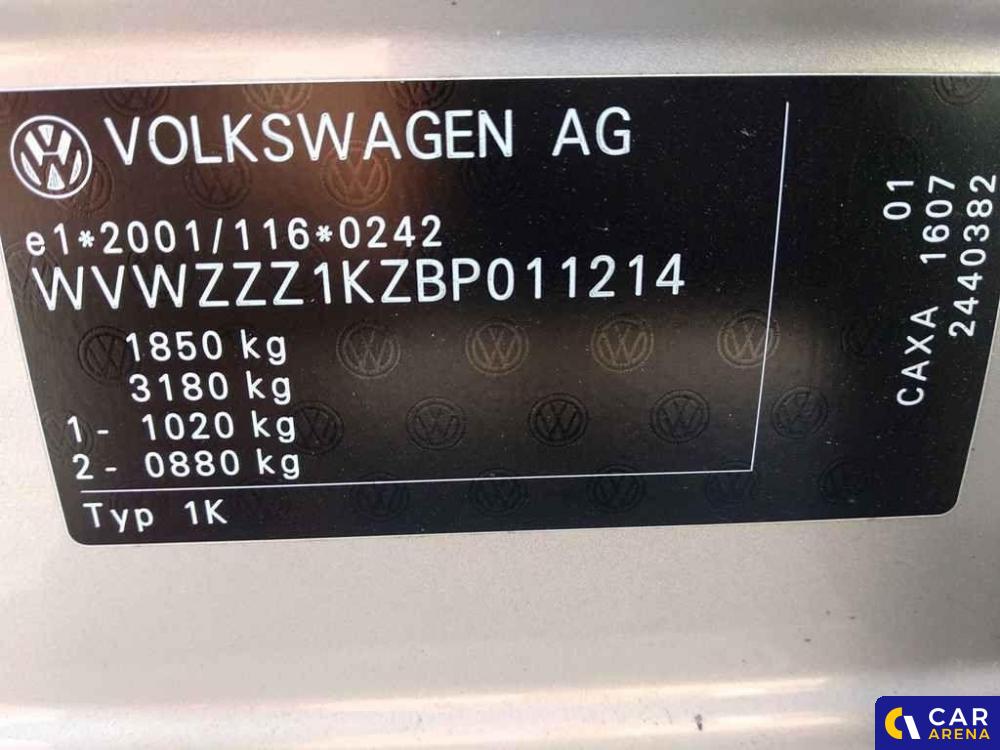 VOLKSWAGEN AG
e1*2001/116*0242
WVWZZZ1KZBP011214
1850 kg
3180 kg
1- 1020 kg
2- 0880 kg
Typ 1K
01
CAXA 1607
2440382
CAR
ARENA